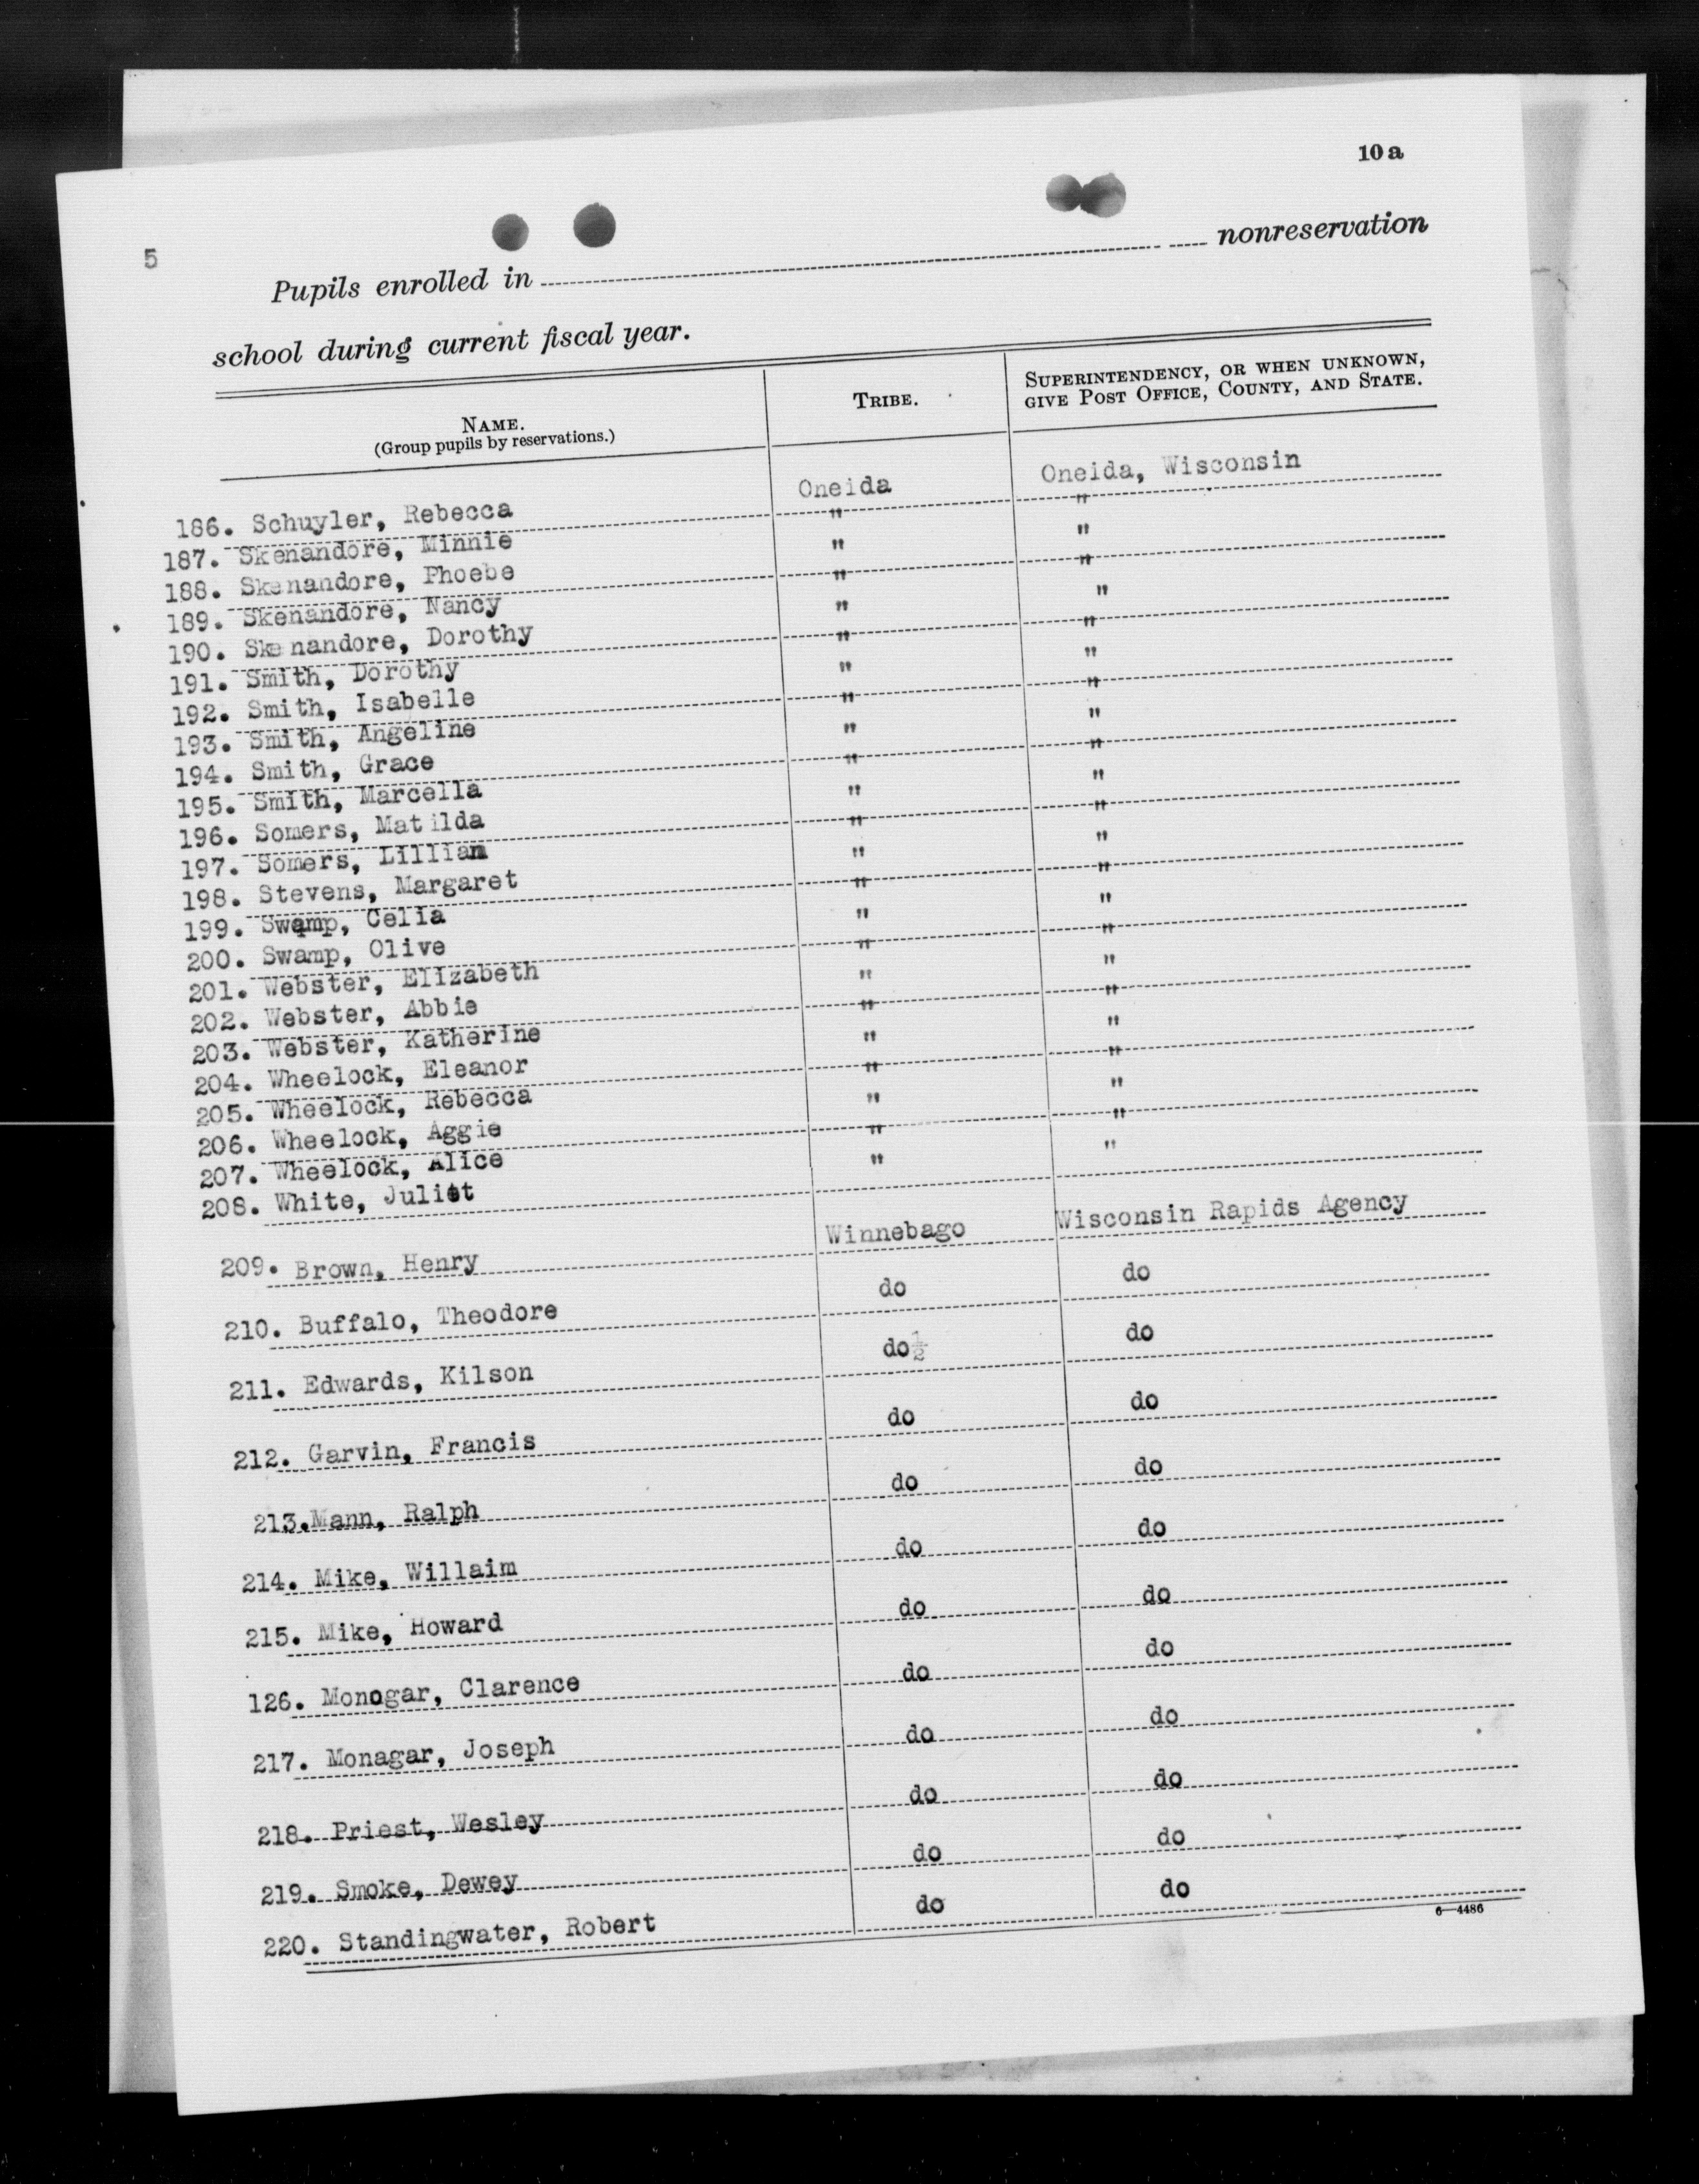 10 a
5
Pupils enrolled in nonreservation
school during current fiscal year.
NAME.
(Group pupils by reservations.)
TRIBE.
SUPERINTENDENCY, OR WHEN UNKNOWN,
GIVE POST OFFICE, COUNTY, AND STATE.
186. Schuyler, Rebecca Oneida Oneida, Wisconsin
187. Skenandore, Minnie " "
188. Skenandore, Phoebe " "
189. Skenandore, Nancy " "
190. Skenandore, Dorothy " "
191. Smith, Dorothy " "
192. Smith, Isabelle " "
193. Smith, Angeline " "
194. Smith, Grace " "
195. Smith, Marcella " "
196. Somers, Matilda " "
197. Somers, Lillian " "
198. Stevens, Margaret " "
199. Swamp, Celia " "
200. Swamp, Olive " "
201. Webster, Elizabeth " "
202. Webster, Abbie " "
203. Webster, Katherine " "
204. Wheelock, Eleanor " "
205. Wheelock, Rebecca " "
206. Wheelock, Aggie " "
207. Wheelock, Alice " "
208. White, Juliet " "
209. Brown, Henry Winnebago Wisconsin Rapids Agency
210. Buffalo, Theodore do do
211. Edwards, Kilson do½ do
212. Garvin, Francis do do
213. Mann, Ralph do do
214. Mike, Willaim do do
215. Mike, Howard do do
126. Monogar, Clarence do do
217. Monagar, Joseph do do
218. Priest, Wesley do do
219. Smoke, Dewey do do
220. Standingwater, Robert do do
6—4486